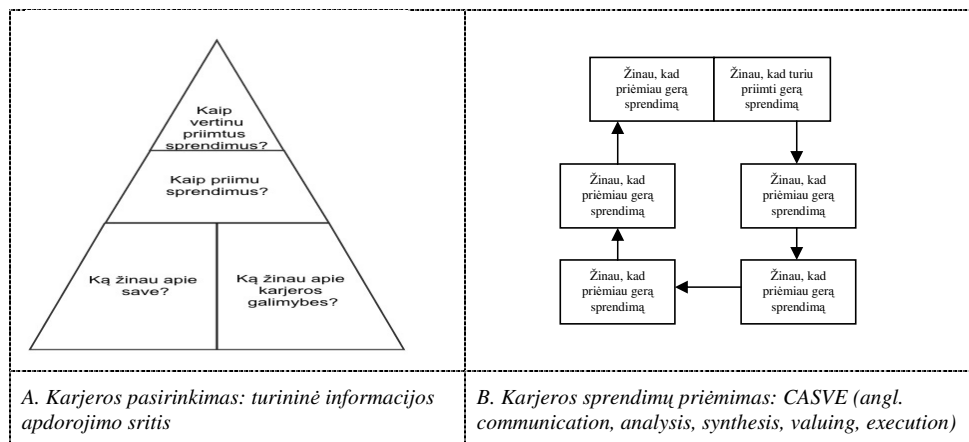 Kaip
vertinu
priimtus
sprendimus?
Kaip priimu
sprendimus?
Ką žinau apie
save?
Ką žinau apie
karjeros
galimybes?
A. Karjeros pasirinkimas: turininė informacijos
apdorojimo sritis
Žinau, kad
priėmiau gerą
sprendimą
Žinau, kad turiu
priimti gerą
sprendimą
Žinau, kad
priėmiau gerą
sprendimą
Žinau, kad
priėmiau gerą
sprendimą
Žinau, kad
priėmiau gerą
sprendimą
Žinau, kad
priėmiau gerą
sprendimą
B. Karjeros sprendimų priėmimas: CASVE (angl.
communication, analysis, synthesis, valuing, execution)